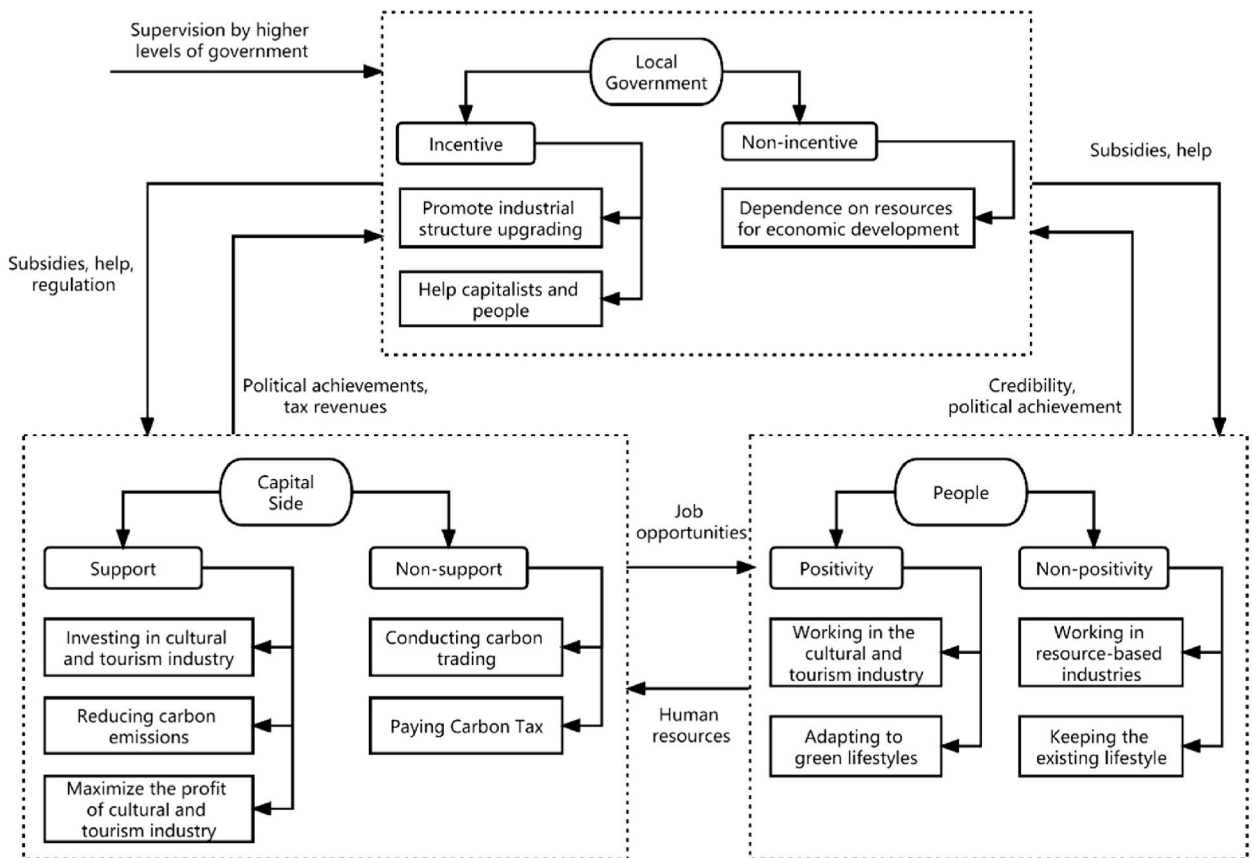 Supervision by higher
levels of government
Local
Government
Incentive
Non-incentive
Promote industrial
structure upgrading
Dependence on resources
for economic development
Help capitalists and
people
Subsidies, help,
regulation
Subsidies, help
Political achievements,
tax revenues
Credibility,
political achievement
Capital
Side
Support
Non-support
Investing in cultural
and tourism industry
Conducting carbon
trading
Reducing carbon
emissions
Paying Carbon Tax
Maximize the profit
of cultural and
tourism industry
Job
opportunities
Human
resources
People
Positivity
Non-positivity
Working in the
cultural and
tourism industry
Working in
resource-based
industries
Adapting to
green lifestyles
Keeping the
existing lifestyle